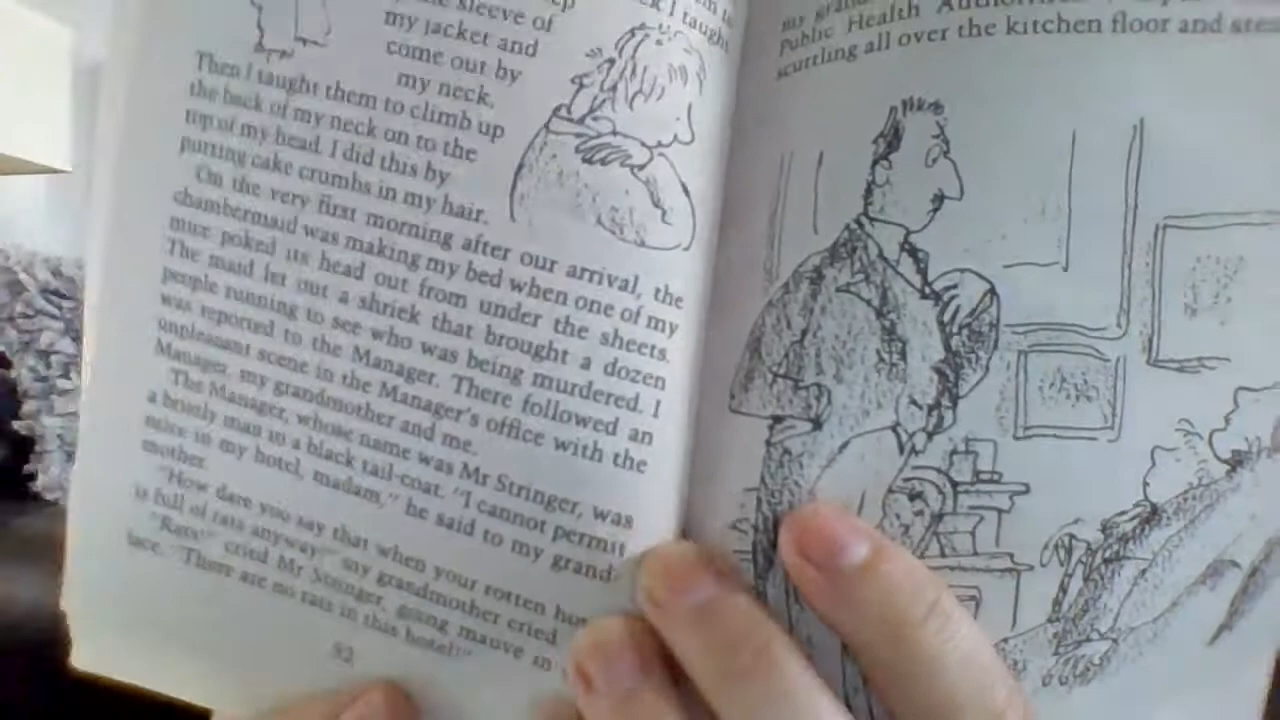 sleeve of
my jacket and
come out by
my neck.
Then I taught them to climb up
the back of my neck on to the
top of my head. I did this by
putting cake crumbs in my hair.
On the very first morning after our arrival, the
chambermaid was making my bed when one of my
mice poked its head out from under the sheets.
The maid let out a shriek that brought a dozen
people running to see who was being murdered. I
was reported to the Manager. There followed an
unpleasant scene in the Manager's office with the
Manager, my grandmother and me.
The Manager, whose name was Mr Stringer, was
a bristly man in a black tail-coat. "I cannot permit
mice in my hotel, madam," he said to my grand-
mother.
"How dare you say that when your rotten
is full of rats anyway!" my grandmother cried
"Rats!" cried Mr Stringer, going mauve in
face. "There are no rats in this hotel!"
92
I taught
Public Health
scuttling all over the kitchen floor and